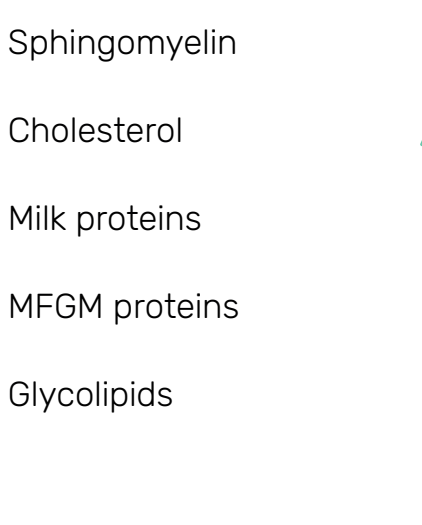 Sphingomyelin
Cholesterol
Milk proteins
MFGM proteins
Glycolipids